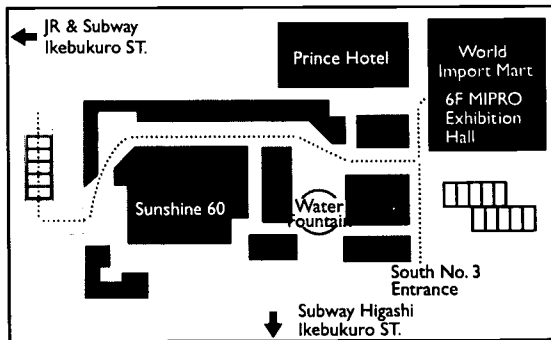 JR & Subway
Ikebukuro ST.
Prince Hotel
World
Import Mart
6F MIPRO
Exhibition
Hall
Sunshine 60
Water
Fountain
South No. 3
Entrance
Subway Higashi
Ikebukuro ST.